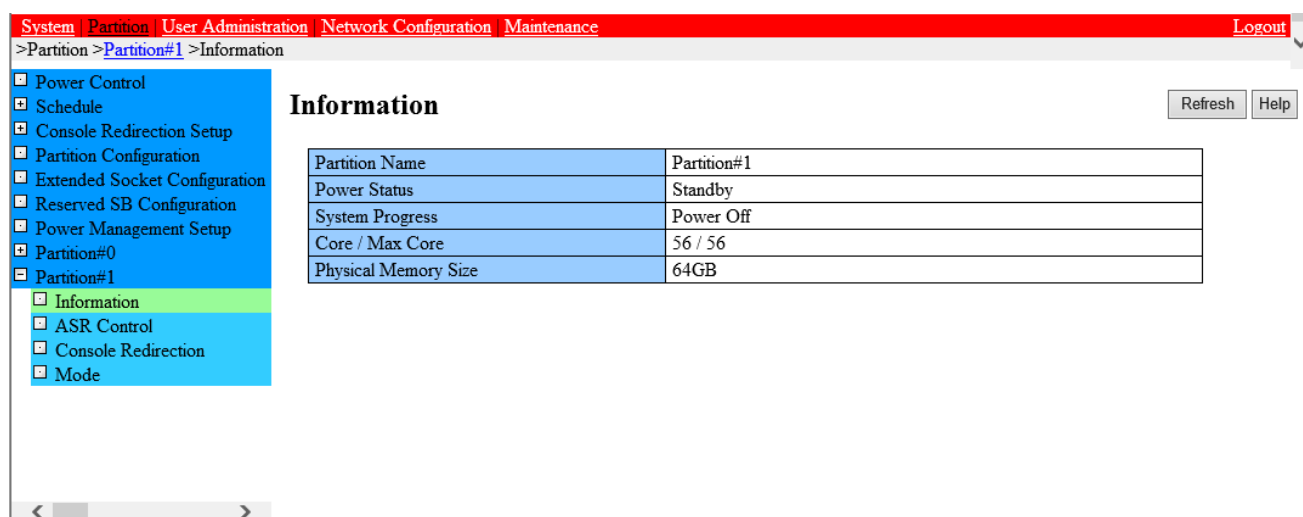 System | Partition | User Administration | Network Configuration | Maintenance Logout
>Partition >Partition#1 >Information
Power Control
Schedule
Console Redirection Setup
Partition Configuration
Extended Socket Configuration
Reserved SB Configuration
Power Management Setup
Partition#0
Partition#1
Information
ASR Control
Console Redirection
Mode
Information
Refresh Help
Partition Name Partition#1
Power Status Standby
System Progress Power Off
Core / Max Core 56 / 56
Physical Memory Size 64GB